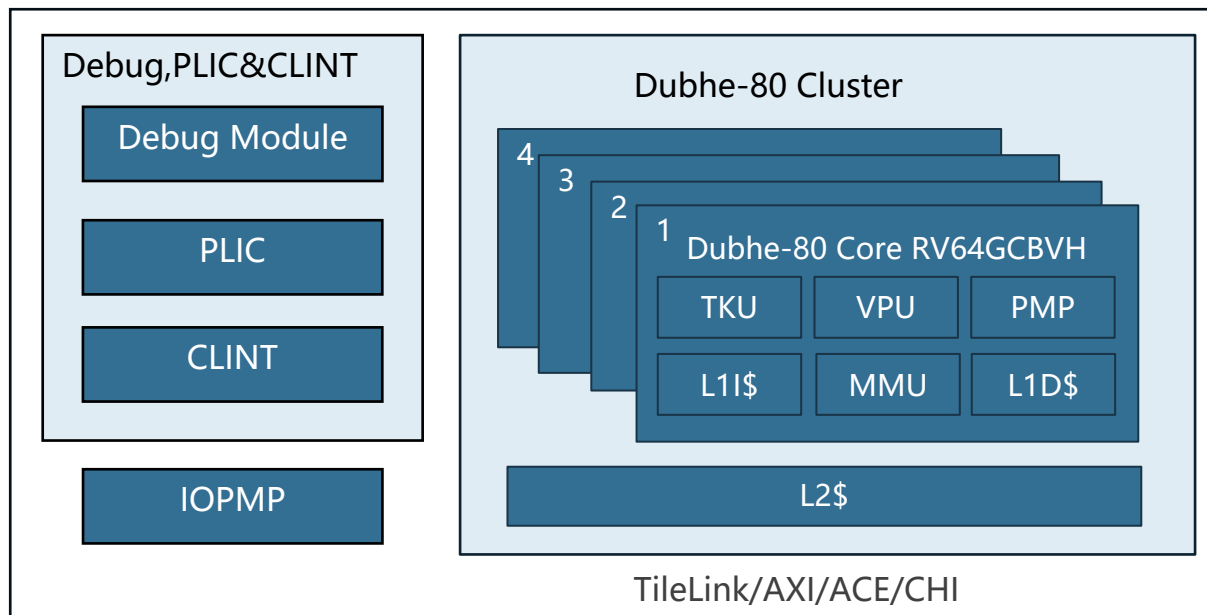 Debug,PLIC&CLINT
Debug Module
PLIC
CLINT
IOPMP
Dubhe-80 Cluster
4
3
2
1
Dubhe-80 Core RV64GCBVH
TKU VPU PMP
L1I$ MMU L1D$
L2$
TileLink/AXI/ACE/CHI